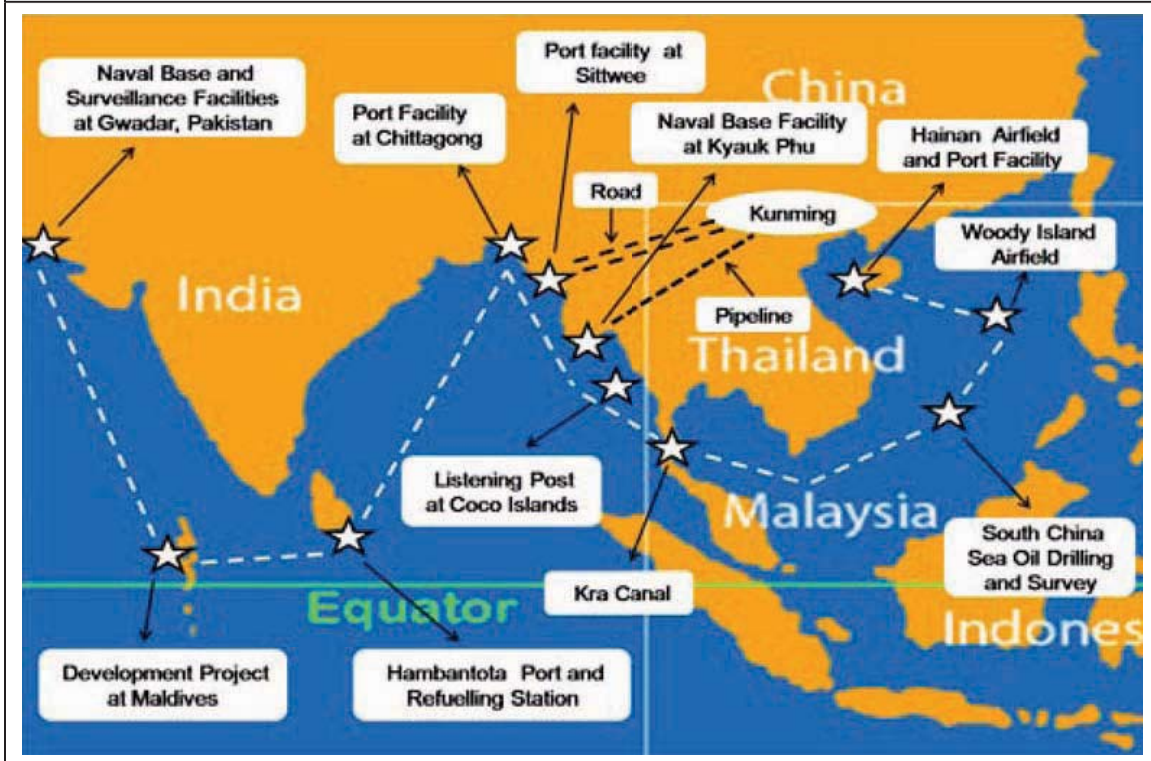 Port facility at
Sittwee
China
Naval Base and
Surveillance Facilities
at Gwadar, Pakistan
Port Facility
at Chittagong
Naval Base Facility
at Kyauk Phu
Hainan Airfield
and Port Facility
Road
Kunming
Woody Island
Airfield
India
Pipeline
Thailand
Listening Post
at Coco Islands
Malaysia
South China
Sea Oil Drilling
and Survey
Kra Canal
Equator
Indones
Development Project
at Maldives
Hambantota Port and
Refuelling Station